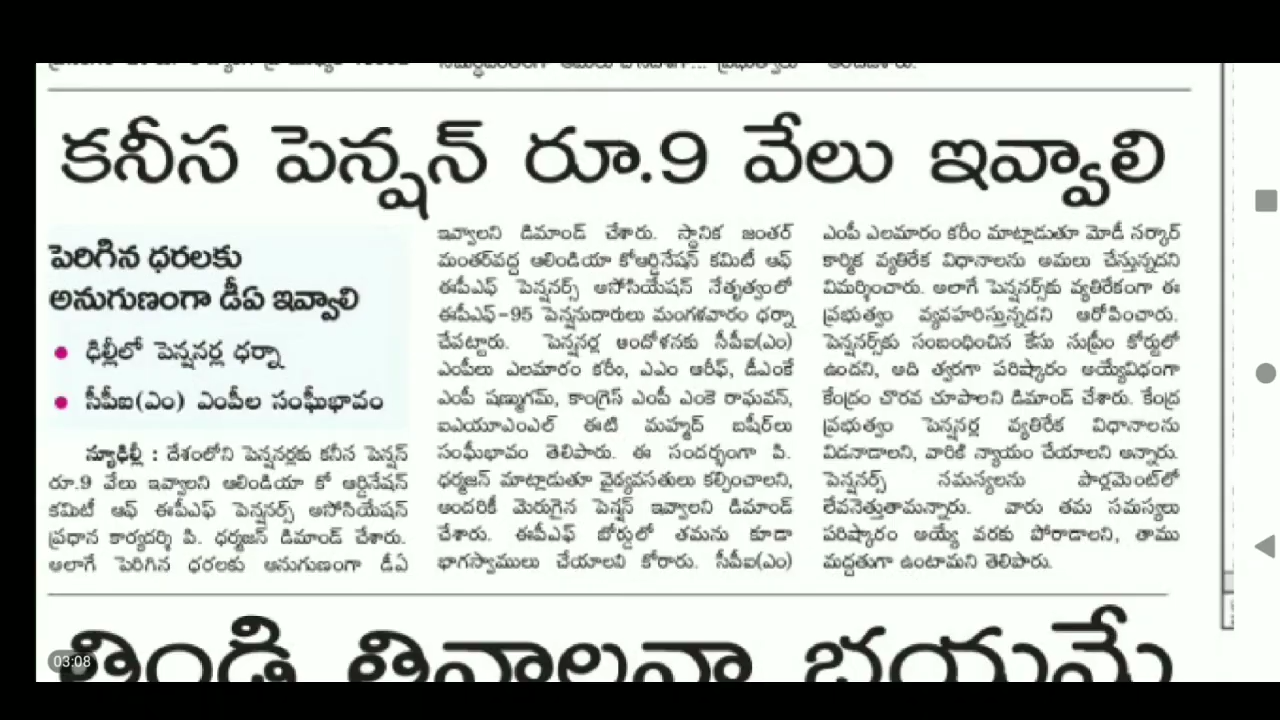 కనీస పెన్షన్ రూ.9 వేలు ఇవ్వాలి
పెరిగిన ధరలకు
అనుగుణంగా డీఏ ఇవ్వాలి
• ఢిల్లీలో పెన్షనర్ల ధర్నా
• సీపీఐ(ఎం) ఎంపీల సంఘీభావం
న్యూఢిల్లీ : దేశంలోని పెన్షనర్లకు కనీస పెన్షన్
రూ.9 వేలు ఇవ్వాలని ఆలిండియా కో ఆర్డినేషన్
కమిటీ ఆఫ్ ఈపీఎఫ్ పెన్షనర్స్ అసోసియేషన్
ప్రధాన కార్యదర్శి పి. ధర్మజన్ డిమాండ్ చేశారు.
అలాగే పెరిగిన ధరలకు అనుగుణంగా డీఏ
ఇవ్వాలని డిమాండ్ చేశారు. స్థానిక జంతర్
మంతర్‌వద్ద ఆలిండియా కోఆర్డినేషన్ కమిటీ ఆఫ్
ఈపీఎఫ్ పెన్షనర్స్ అసోసియేషన్ నేతృత్వంలో
ఈపీఎఫ్-95 పెన్షనుదారులు మంగళవారం ధర్నా
చేపట్టారు. పెన్షనర్ల ఆందోళనకు సీపీఐ(ఎం)
ఎంపీలు ఎలమారం కరీం, ఎఎం ఆరీఫ్, డీఎంకే
ఎంపీ షణ్ముగమ్, కాంగ్రెస్ ఎంపీ ఎంకె రాఘవన్,
ఐఎయూఎంఎల్ ఈటి మహ్మద్ బషీర్‌లు
సంఘీభావం తెలిపారు. ఈ సందర్భంగా పి.
ధర్మజన్ మాట్లాడుతూ వైద్యవసతులు కల్పించాలని,
అందరికీ మెరుగైన పెన్షన్ ఇవ్వాలని డిమాండ్
చేశారు. ఈపీఎఫ్ బోర్డులో తమను కూడా
భాగస్వాములు చేయాలని కోరారు. సీపీఐ(ఎం)
ఎంపీ ఎలమారం కరీం మాట్లాడుతూ మోడీ సర్కార్
కార్మిక వ్యతిరేక విధానాలను అమలు చేస్తున్నదని
విమర్శించారు. అలాగే పెన్షనర్స్‌కు వ్యతిరేకంగా ఈ
ప్రభుత్వం వ్యవహరిస్తున్నదని ఆరోపించారు.
పెన్షనర్స్‌కు సంబంధించిన కేసు సుప్రీం కోర్టులో
ఉందని, అది త్వరగా పరిష్కారం అయ్యేవిధంగా
కేంద్రం చొరవ చూపాలని డిమాండ్ చేశారు. కేంద్ర
ప్రభుత్వం పెన్షనర్ల వ్యతిరేక విధానాలను
విడనాడాలని, వారికి న్యాయం చేయాలని అన్నారు.
పెన్షనర్స్ సమస్యలను పార్లమెంట్‌లో
లేవనెత్తుతామన్నారు. వారు తమ సమస్యలు
పరిష్కారం అయ్యే వరకు పోరాడాలని, తాము
మద్దతుగా ఉంటామని తెలిపారు.
తిండి తినాలన్నా భయమే
03:08